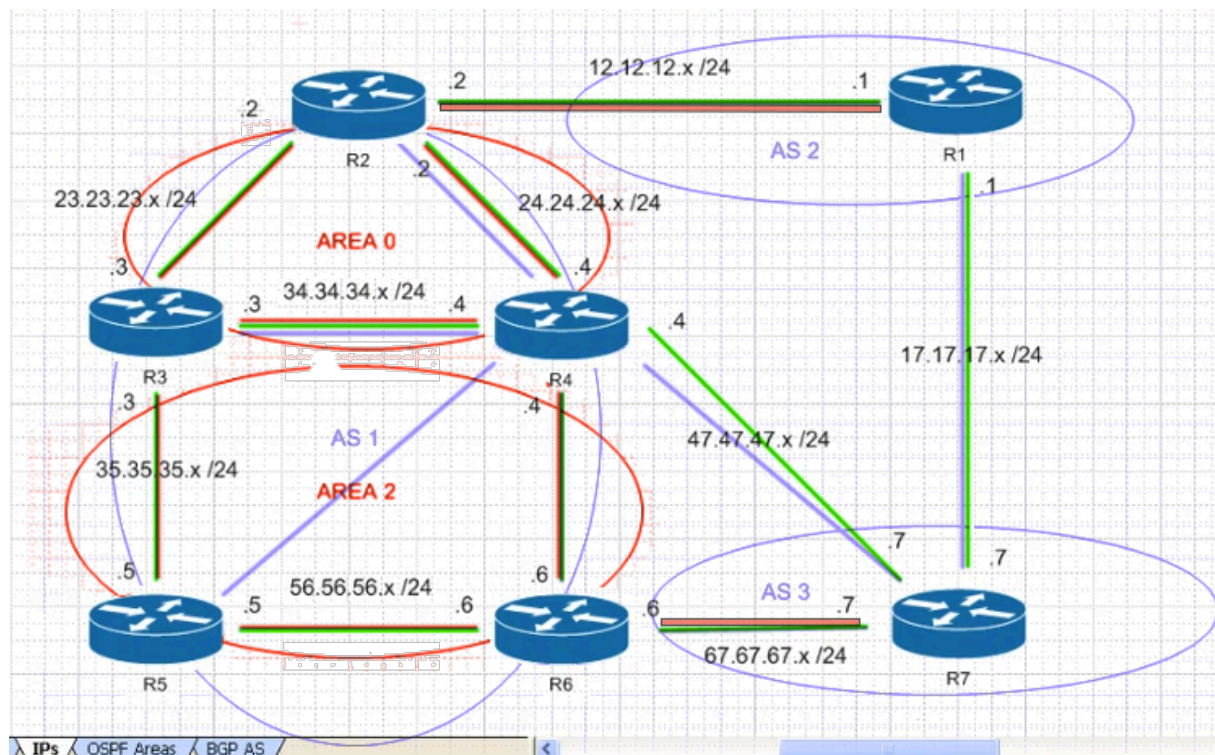 12.12.12.x /24
.2
.1
.2
R2
AS 2
R1
.2
.1
23.23.23.x /24
24.24.24.x /24
AREA 0
.3
.4
34.34.34.x /24
.3
.4
.4
17.17.17.x /24
R3
R4
.3
.4
AS 1
47.47.47.x /24
35.35.35.x /24
AREA 2
.7
.7
.5
.6
56.56.56.x /24
AS 3
.5
.6
.6
.7
67.67.67.x /24
R5
R6
R7
IPs
OSPF Areas
BGP AS